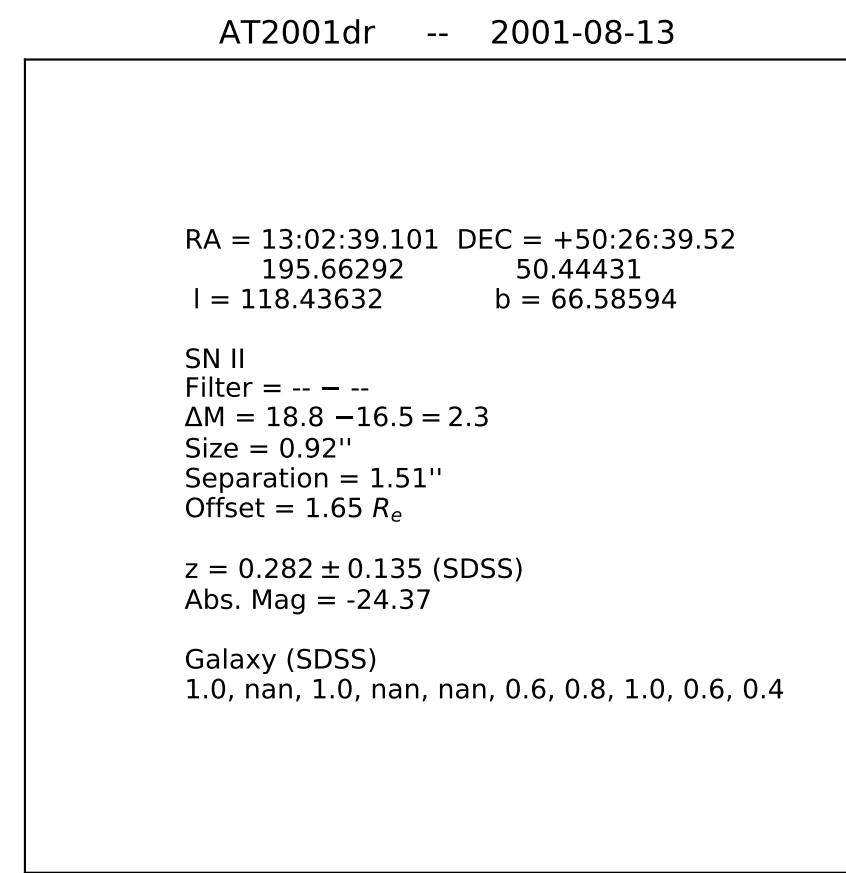 AT2001dr -- 2001-08-13
RA = 13:02:39.101 DEC = +50:26:39.52
195.66292 50.44431
l = 118.43632 b = 66.58594
SN II
Filter = -- − --
ΔM = 18.8 −16.5 = 2.3
Size = 0.92''
Separation = 1.51''
Offset = 1.65 Rₑ
z = 0.282 ± 0.135 (SDSS)
Abs. Mag = -24.37
Galaxy (SDSS)
1.0, nan, 1.0, nan, nan, 0.6, 0.8, 1.0, 0.6, 0.4